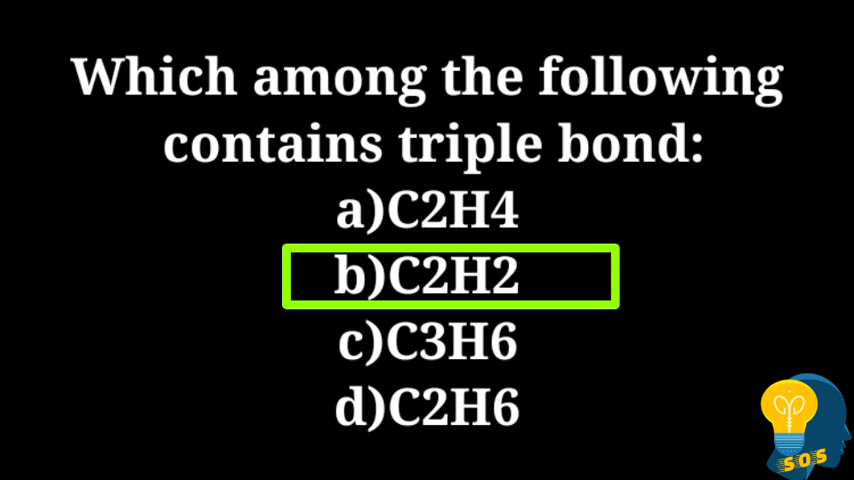 Which among the following
contains triple bond:
a)C2H4
b)C2H2
c)C3H6
d)C2H6
SOS